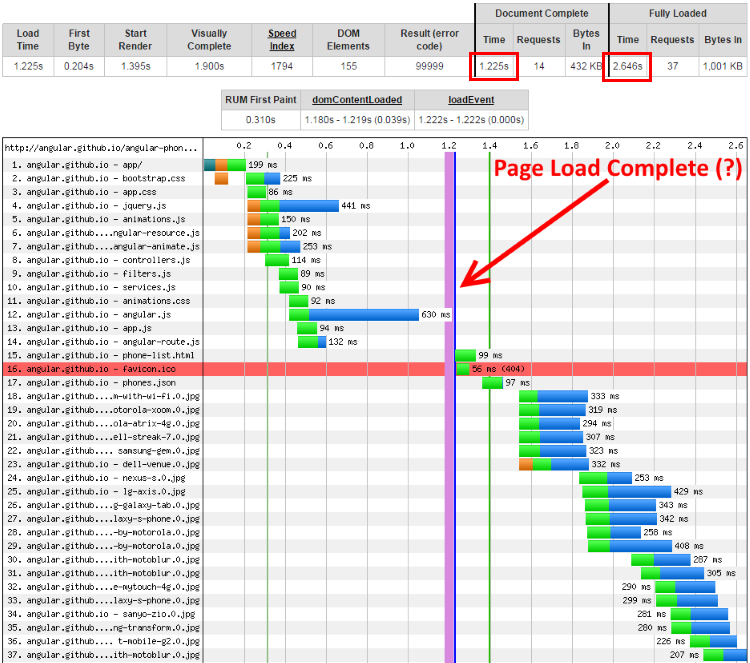 Document Complete Fully Loaded
Load Time First Byte Start Render Visually Complete Speed Index DOM Elements Result (error code) Time Requests Bytes In Time Requests Bytes In
1.225s 0.204s 1.395s 1.900s 1794 155 99999 1.225s 14 432 KB 2.646s 37 1,001 KB
RUM First Paint domContentLoaded loadEvent
0.310s 1.180s - 1.219s (0.039s) 1.222s - 1.222s (0.000s)
http://angular.github.io/angular-phon... 0.2 0.4 0.6 0.8 1.0 1.2 1.4 1.6 1.8 2.0 2.2 2.4 2.6
Page Load Complete (?)
1. angular.github.io - app/ 199 ms
2. angular.github.io - bootstrap.css 225 ms
3. angular.github.io - app.css 86 ms
4. angular.github.io - jquery.js 441 ms
5. angular.github.io - animations.js 150 ms
6. angular.github....ngular-resource.js 202 ms
7. angular.github....angular-animate.js 253 ms
8. angular.github.io - controllers.js 114 ms
9. angular.github.io - filters.js 89 ms
10. angular.github.io - services.js 90 ms
11. angular.github.io - animations.css 92 ms
12. angular.github.io - angular.js 630 ms
13. angular.github.io - app.js 94 ms
14. angular.github.io - angular-route.js 132 ms
15. angular.github.io - phone-list.html 99 ms
16. angular.github.io - favicon.ico 56 ms (404)
17. angular.github.io - phones.json 97 ms
18. angular.github....m-with-wi-fi.0.jpg 333 ms
19. angular.github....otorola-xoom.0.jpg 319 ms
20. angular.github....ola-atrix-4g.0.jpg 294 ms
21. angular.github....ell-streak-7.0.jpg 307 ms
22. angular.github.... samsung-gem.0.jpg 323 ms
23. angular.github.io - dell-venue.0.jpg 332 ms
24. angular.github.io - nexus-s.0.jpg 253 ms
25. angular.github.io - lg-axis.0.jpg 429 ms
26. angular.github....g-galaxy-tab.0.jpg 343 ms
27. angular.github....laxy-s-phone.0.jpg 342 ms
28. angular.github....-by-motorola.0.jpg 258 ms
29. angular.github....-by-motorola.0.jpg 408 ms
30. angular.github....ith-motoblur.0.jpg 287 ms
31. angular.github....ith-motoblur.0.jpg 305 ms
32. angular.github....e-mytouch-4g.0.jpg 290 ms
33. angular.github....laxy-s-phone.0.jpg 299 ms
34. angular.github.io - sanyo-zio.0.jpg 281 ms
35. angular.github....ng-transform.0.jpg 280 ms
36. angular.github.... t-mobile-g2.0.jpg 226 ms
37. angular.github....ith-motoblur.0.jpg 207 ms